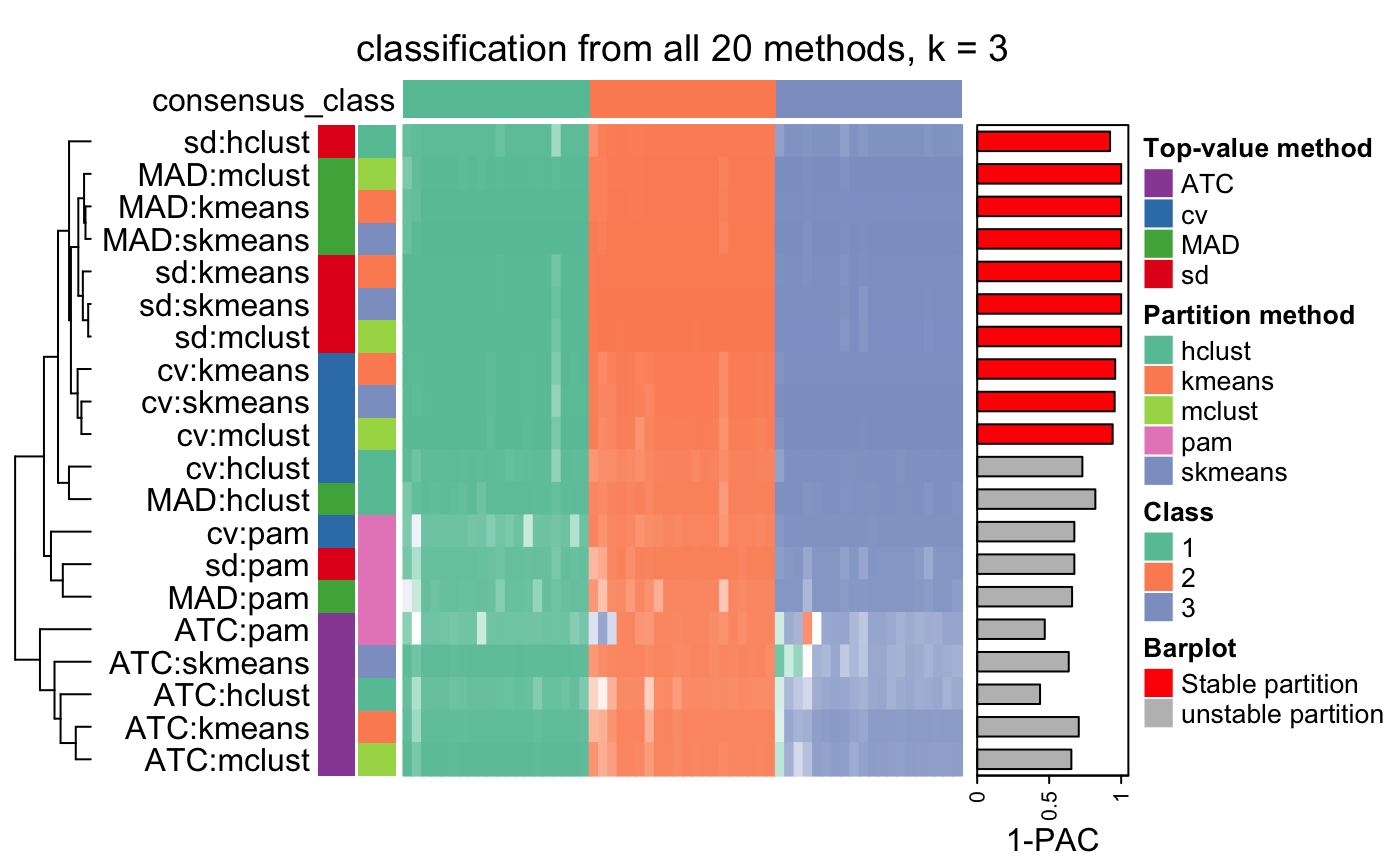 classification from all 20 methods, k = 3
consensus_class
sd:hclust
MAD:mclust
MAD:kmeans
MAD:skmeans
sd:kmeans
sd:skmeans
sd:mclust
cv:kmeans
cv:skmeans
cv:mclust
cv:hclust
MAD:hclust
cv:pam
sd:pam
MAD:pam
ATC:pam
ATC:skmeans
ATC:hclust
ATC:kmeans
ATC:mclust
0
0.5
1
1-PAC
Top-value method
ATC
cv
MAD
sd
Partition method
hclust
kmeans
mclust
pam
skmeans
Class
1
2
3
Barplot
Stable partition
unstable partition